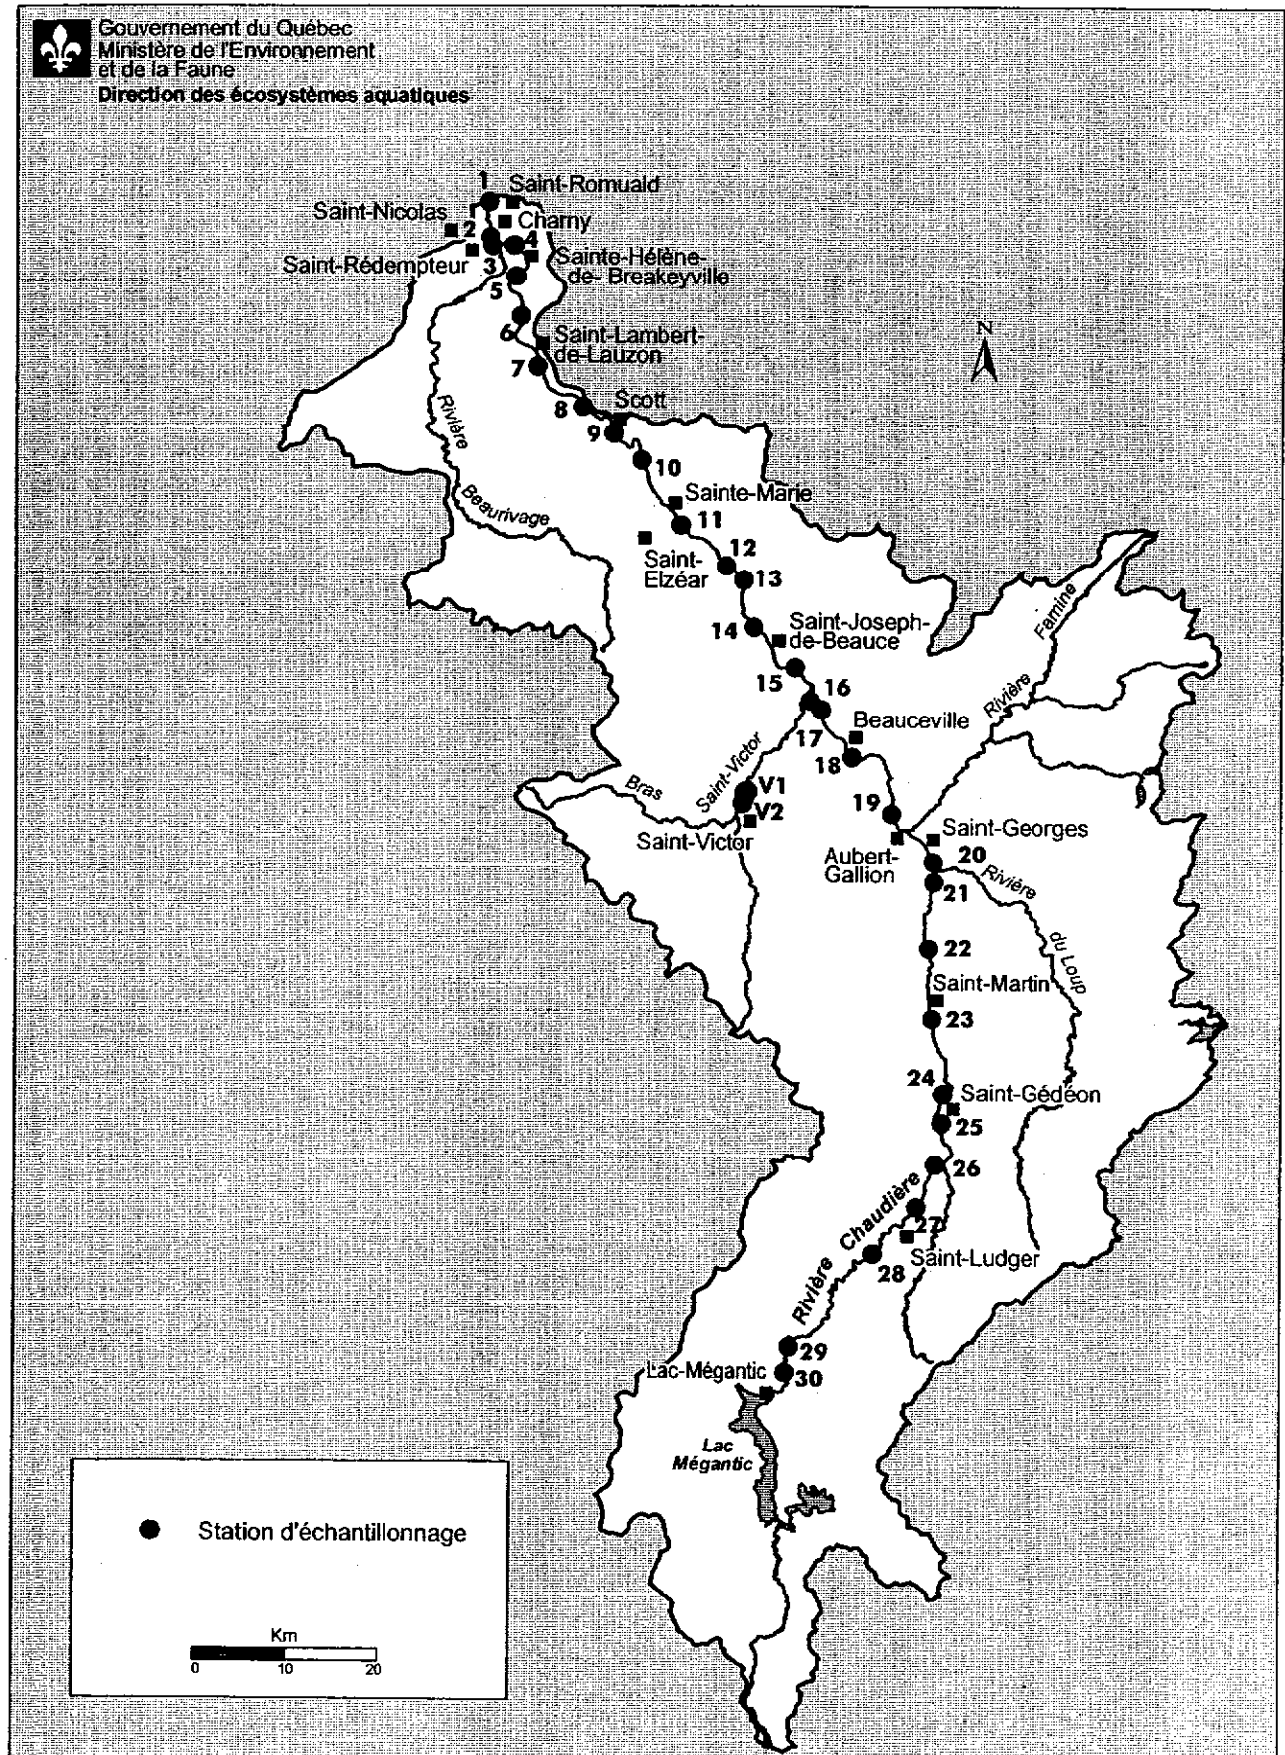 Gouvernement du Québec
Ministère de l'Environnement
et de la Faune
Direction des écosystèmes aquatiques
1
Saint-Romuald
Saint-Nicolas
2
Charny
4
Saint-Rédempteur
3
Sainte-Hélène-
de- Breakeyville
5
6
Saint-Lambert-
de-Lauzon
7
N
8
Scott
9
Rivière
Beaurivage
10
Sainte-Marie
11
Saint-
Elzéar
12
13
14
Saint-Joseph-
de-Beauce
15
16
17
Beauceville
18
Rivière
Famine
Bras
Saint-Victor
V1
V2
Saint-Victor
19
Aubert-
Gallion
Saint-Georges
20
21
Rivière
du Loup
22
Saint-Martin
23
24
Saint-Gédéon
25
26
Rivière
Chaudière
27
Saint-Ludger
28
29
Lac-Mégantic
30
Lac
Mégantic
Station d'échantillonnage
Km
0
10
20